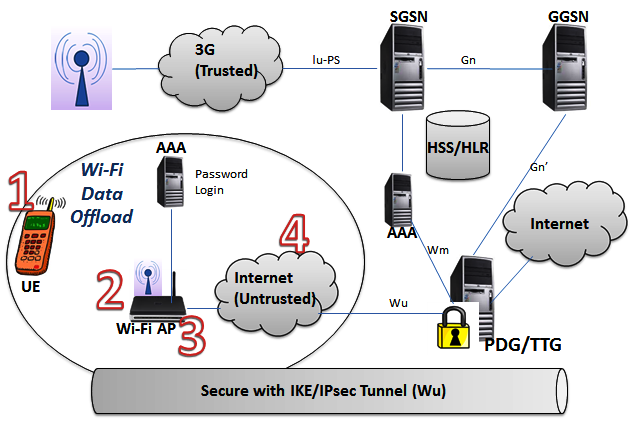 SGSN
GGSN
3G
(Trusted)
Iu-PS
Gn
HSS/HLR
AAA
Wi-Fi
Data
Offload
Password
Login
1
UE
AAA
Gn’
Internet
Wm
4
Internet
(Untrusted)
2
Wi-Fi AP
3
Wu
PDG/TTG
Secure with IKE/IPsec Tunnel (Wu)